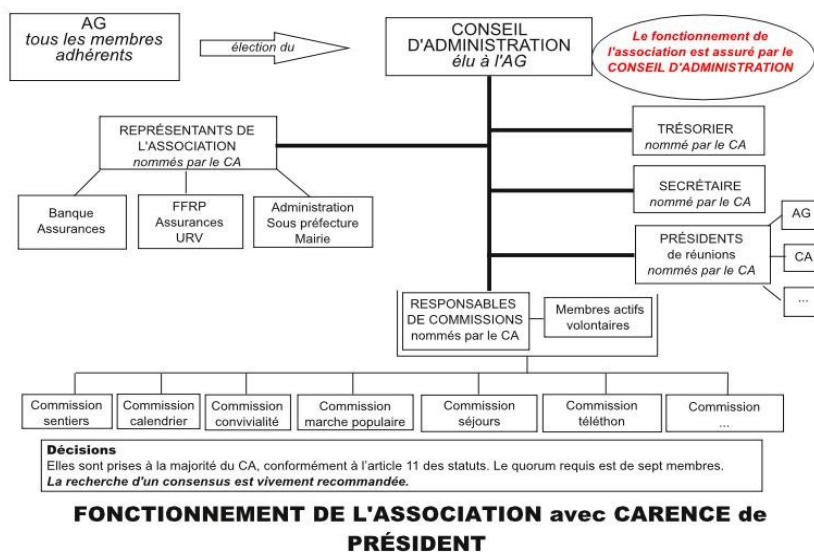 AG
tous les membres
adhérents
élection du
CONSEIL
D'ADMINISTRATION
élu à l'AG
Le fonctionnement de
l'association est assuré par le
CONSEIL D'ADMINISTRATION
REPRÉSENTANTS DE
L'ASSOCIATION
nommés par le CA
TRÉSORIER
nommé par le CA
SECRÉTAIRE
nommé par le CA
Banque
Assurances
FFRP
Assurances
URV
Administration
Sous préfecture
Mairie
PRÉSIDENTS
de réunions
nommés par le CA
AG
CA
...
RESPONSABLES
DE COMMISSIONS
nommés par le CA
Membres actifs
volontaires
Commission
sentiers
Commission
calendrier
Commission
convivialité
Commission
marche populaire
Commission
séjours
Commission
téléthon
Commission
...
Décisions
Elles sont prises à la majorité du CA, conformément à l'article 11 des statuts. Le quorum requis est de sept membres.
La recherche d'un consensus est vivement recommandée.
FONCTIONNEMENT DE L'ASSOCIATION avec CARENCE de
PRÉSIDENT